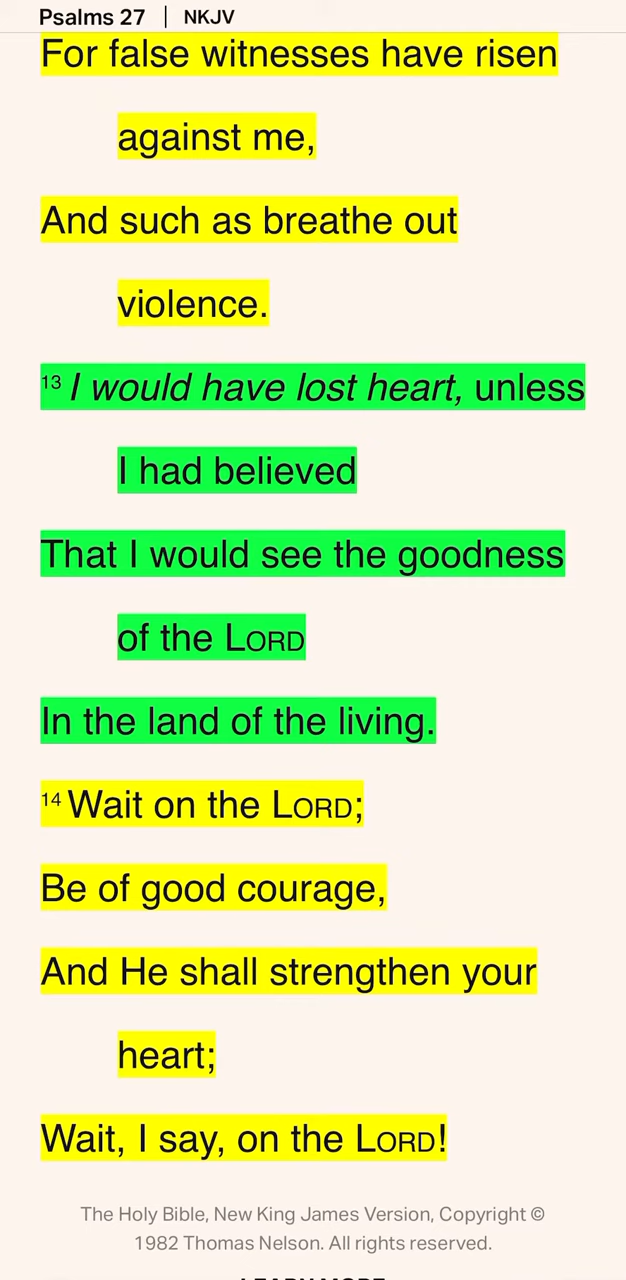 Psalms 27 | NKJV
For false witnesses have risen
against me,
And such as breathe out
violence.
13 I would have lost heart, unless
I had believed
That I would see the goodness
of the LORD
In the land of the living.
14 Wait on the LORD;
Be of good courage,
And He shall strengthen your
heart;
Wait, I say, on the LORD!
The Holy Bible, New King James Version, Copyright ©
1982 Thomas Nelson. All rights reserved.
LEARN MORE